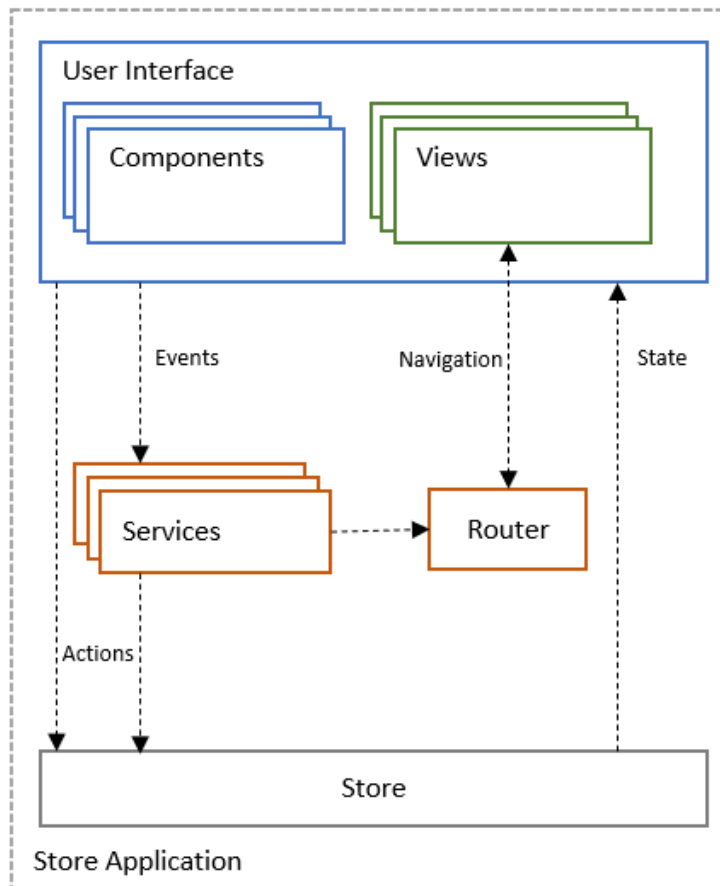 User Interface
Components
Views
Events
Navigation
State
Services
Router
Actions
Store
Store Application